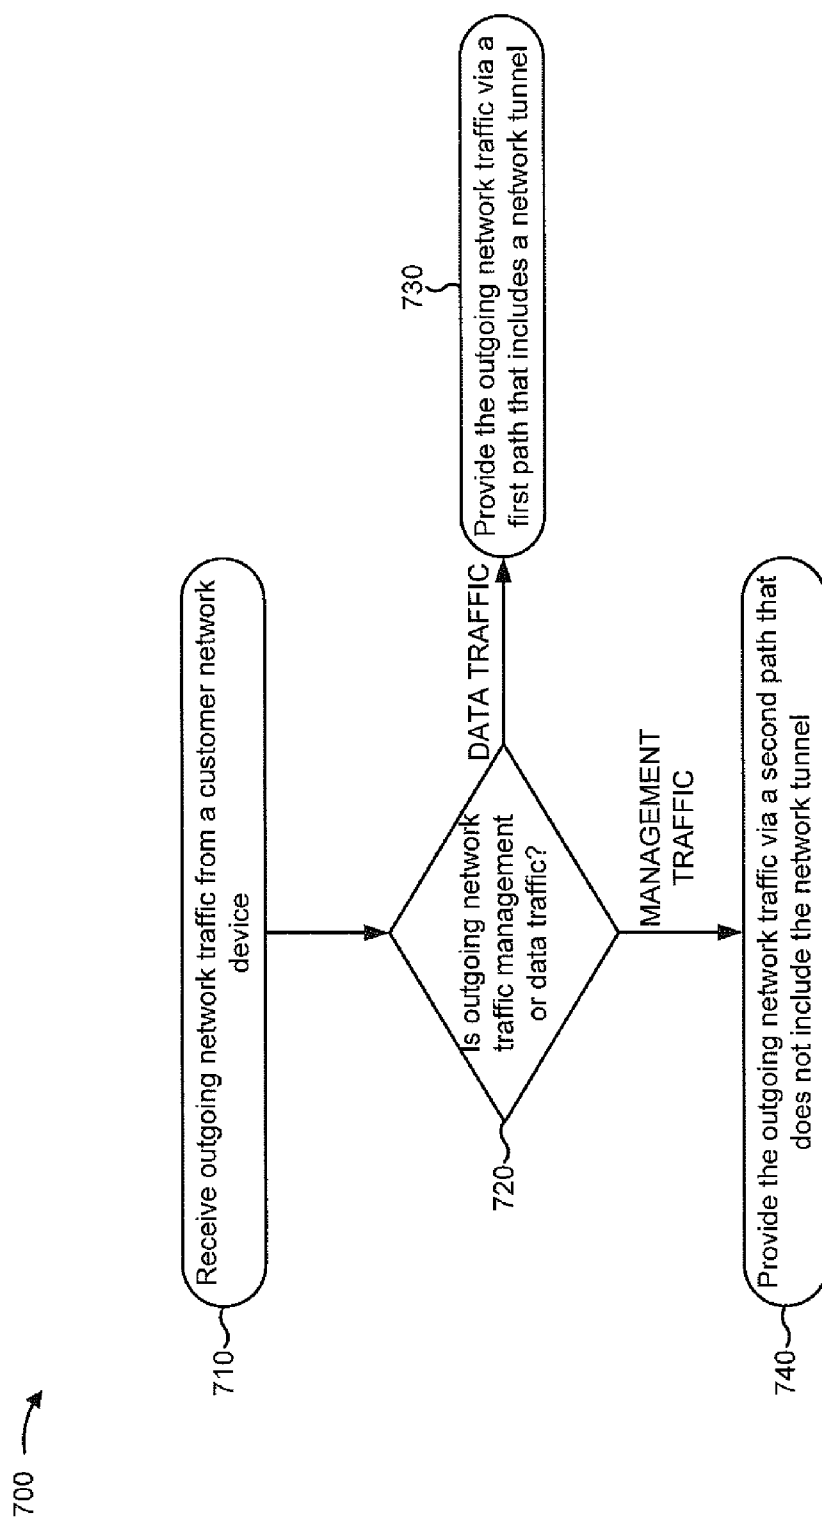 700
710
Receive outgoing network traffic from a customer network
device
720
Is outgoing network
traffic management
or data traffic?
DATA TRAFFIC
730
Provide the outgoing network traffic via a
first path that includes a network tunnel
MANAGEMENT
TRAFFIC
740
Provide the outgoing network traffic via a second path that
does not include the network tunnel